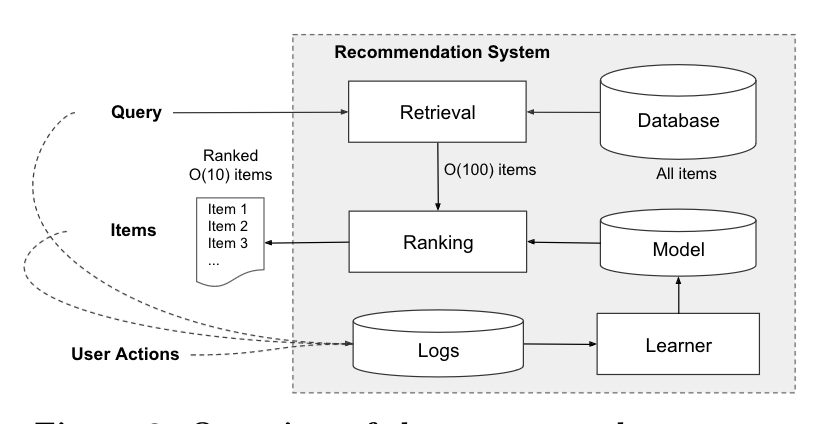 Recommendation System
Query
Retrieval
Database
All items
Ranked
O(10) items
O(100) items
Items
Item 1
Item 2
Item 3
...
Ranking
Model
User Actions
Logs
Learner